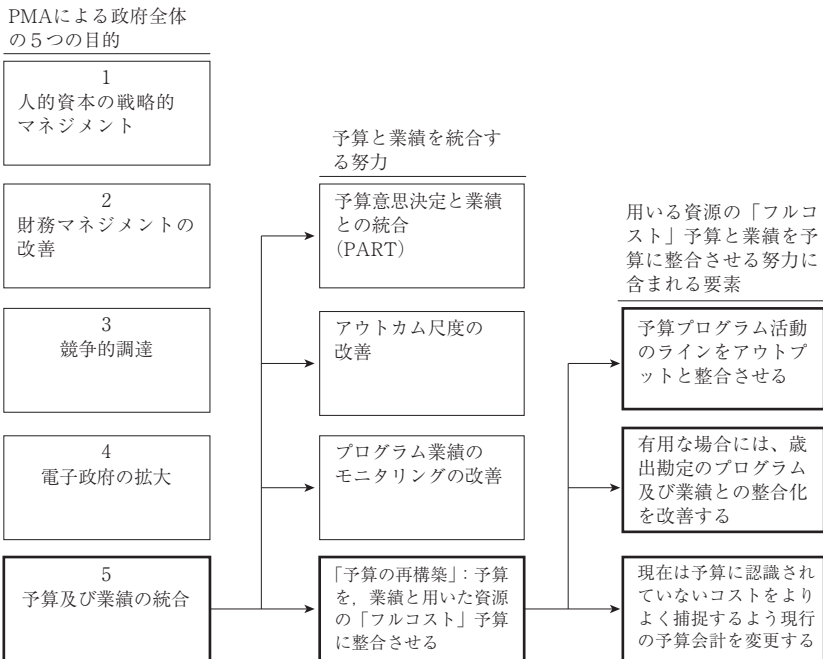 PMAによる政府全体
の５つの目的
1
人的資本の戦略的
マネジメント
2
財務マネジメントの
改善
3
競争的調達
4
電子政府の拡大
5
予算及び業績の統合
予算と業績を統合す
る努力
予算意思決定と業績
との統合
（PART）
アウトカム尺度の
改善
プログラム業績の
モニタリングの改善
「予算の再構築」：予算
を，業績と用いた資源
の「フルコスト」予算
に整合させる
用いる資源の「フルコ
スト」予算と業績を予
算に整合させる努力に
含まれる要素
予算プログラム活動
のラインをアウトプ
ットと整合させる
有用な場合には、歳
出勘定のプログラム
及び業績との整合化
を改善する
現在は予算に認識され
ていないコストをより
よく捕捉するよう現行
の予算会計を変更する